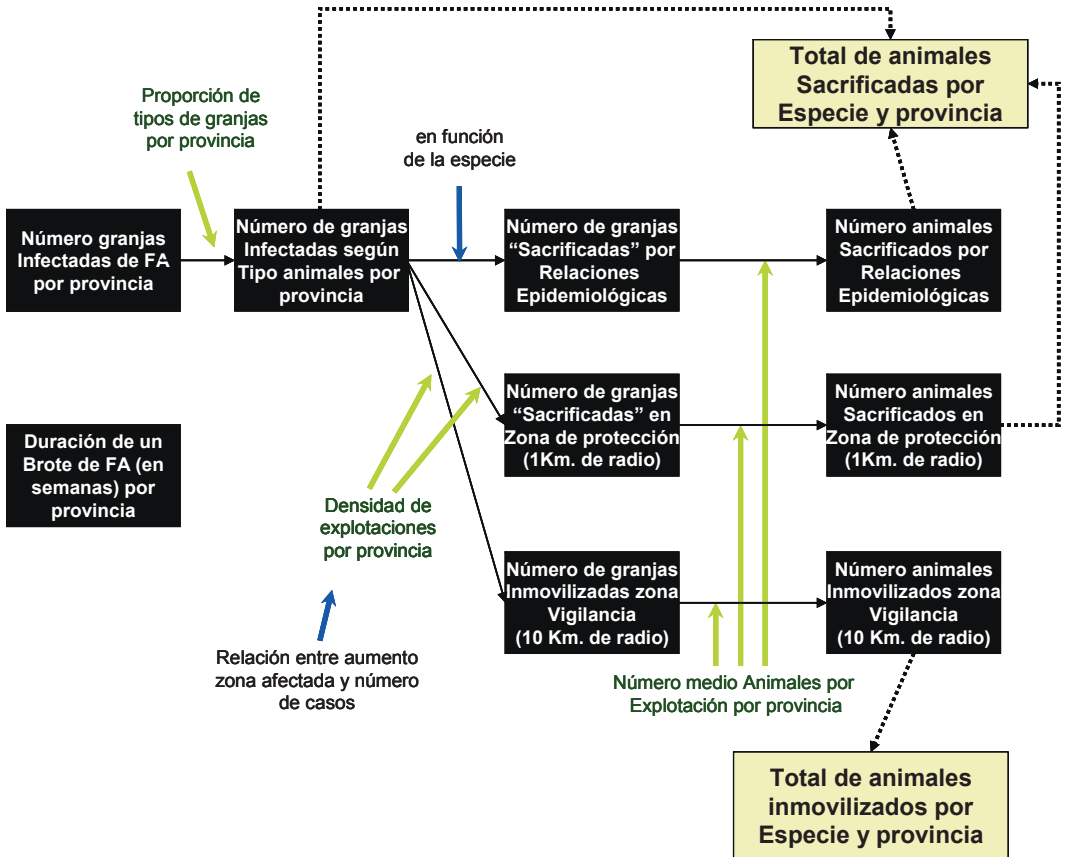 Total de animales
Sacrificadas por
Especie y provincia
Proporción de
tipos de granjas
por provincia
en función
de la especie
Número granjas
Infectadas de FA
por provincia
Número de granjas
Infectadas según
Tipo animales por
provincia
Número de granjas
“Sacrificadas” por
Relaciones
Epidemiológicas
Número animales
Sacrificados por
Relaciones
Epidemiológicas
Número de granjas
“Sacrificadas” en
Zona de protección
(1Km. de radio)
Número animales
Sacrificados en
Zona de protección
(1Km. de radio)
Duración de un
Brote de FA (en
semanas) por
provincia
Densidad de
explotaciones
por provincia
Número de granjas
Inmovilizadas zona
Vigilancia
(10 Km. de radio)
Número animales
Inmovilizados zona
Vigilancia
(10 Km. de radio)
Relación entre aumento
zona afectada y número
de casos
Número medio Animales por
Explotación por provincia
Total de animales
inmovilizados por
Especie y provincia